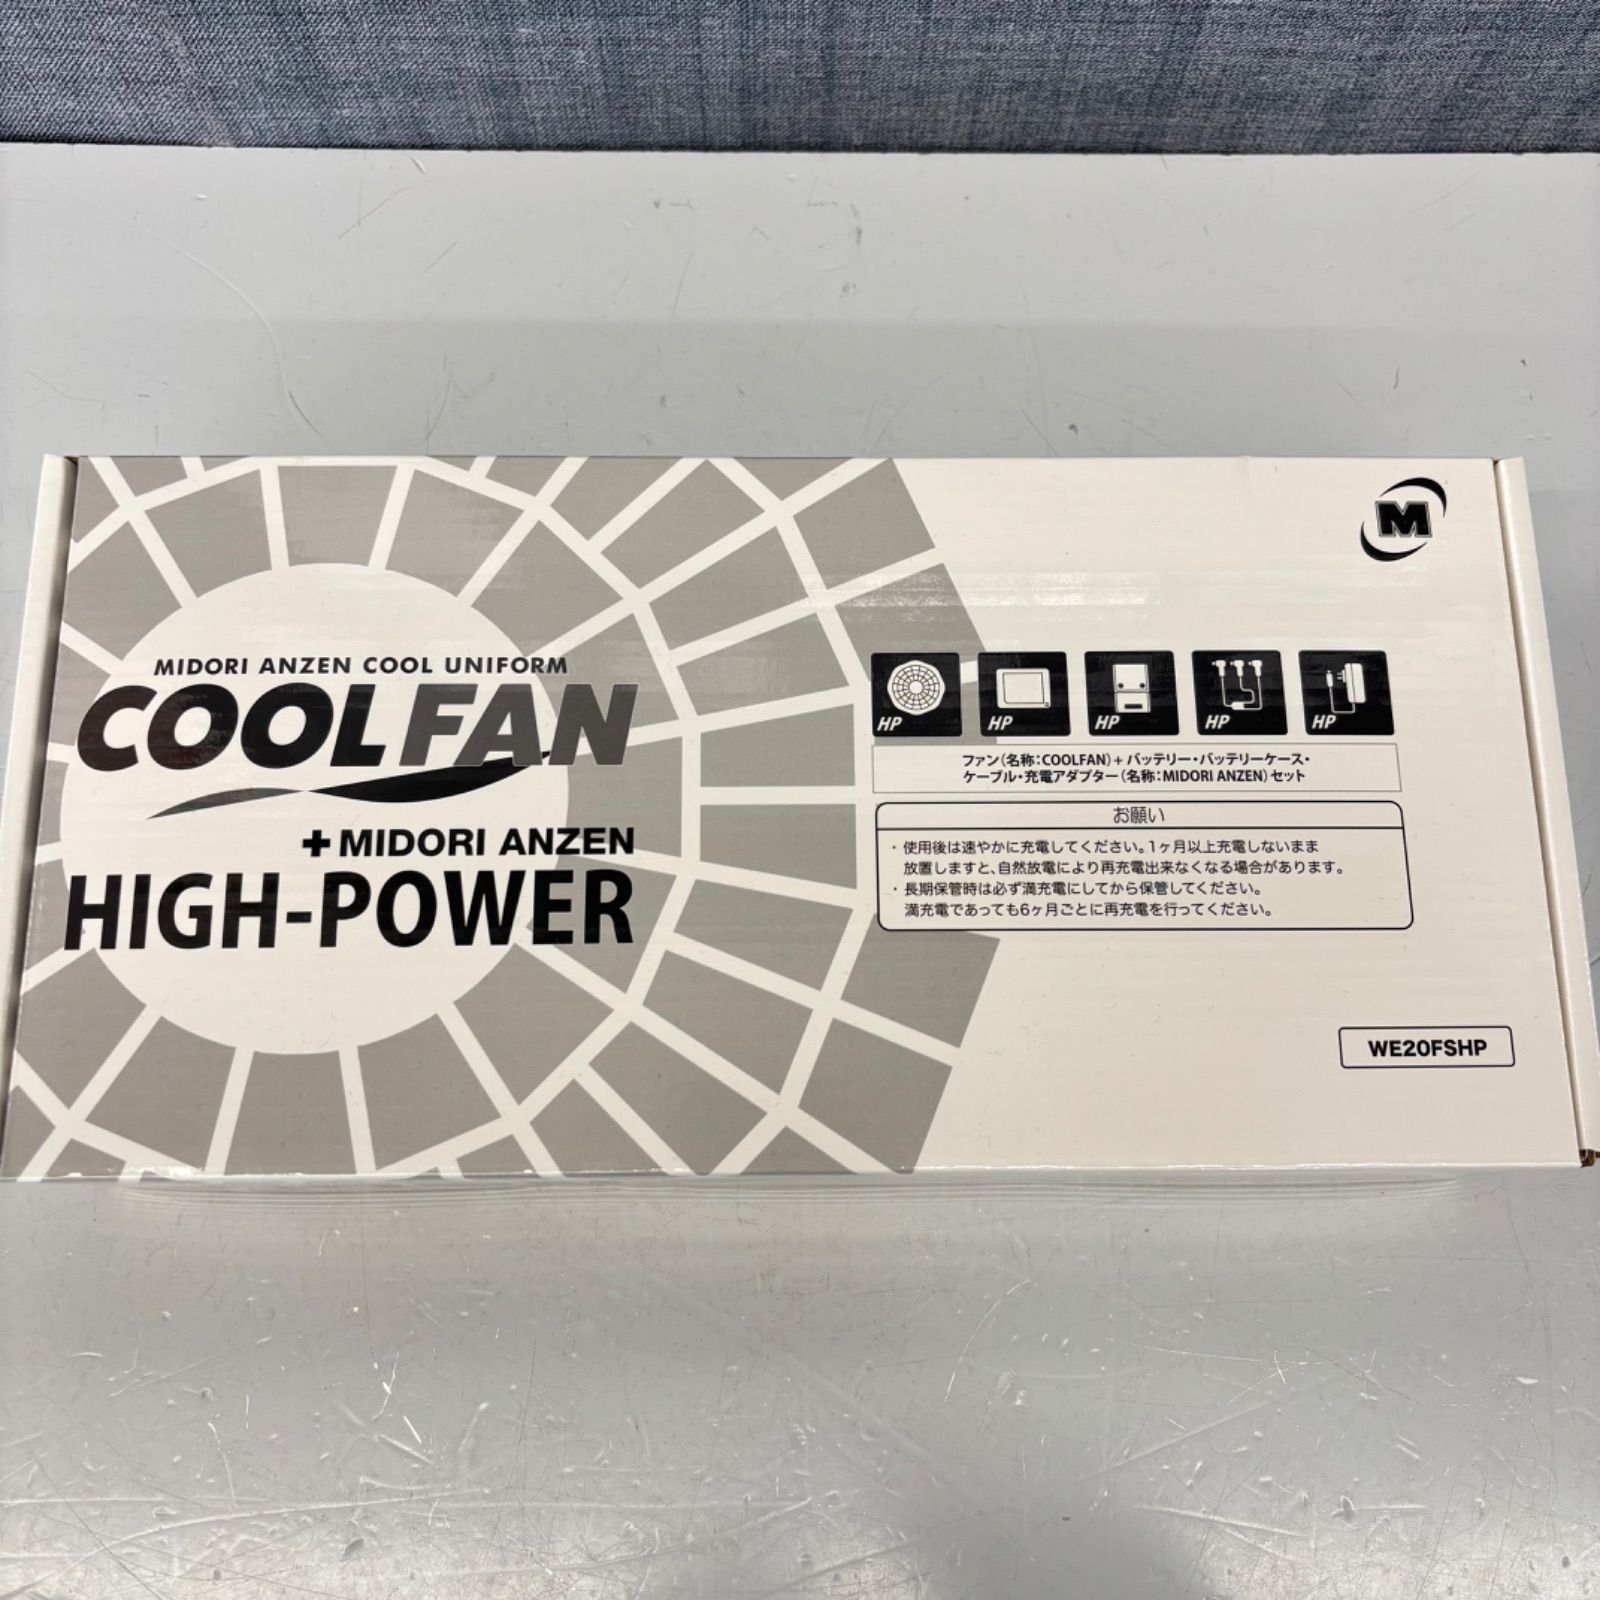 M
MIDORI ANZEN COOL UNIFORM
COOLFAN
+MIDORI ANZEN
HIGH-POWER
HP HP HP HP HP
ファン(名称:COOLFAN)+バッテリー・バッテリーケース・
ケーブル・充電アダプター(名称:MIDORI ANZEN)セット
お願い
・使用後は速やかに充電してください。1ヶ月以上充電しないまま
放置しますと、自然放電により再充電出来なくなる場合があります。
・長期保管時は必ず満充電にしてから保管してください。
満充電であっても6ヶ月ごとに再充電を行ってください。
WE20FSHP